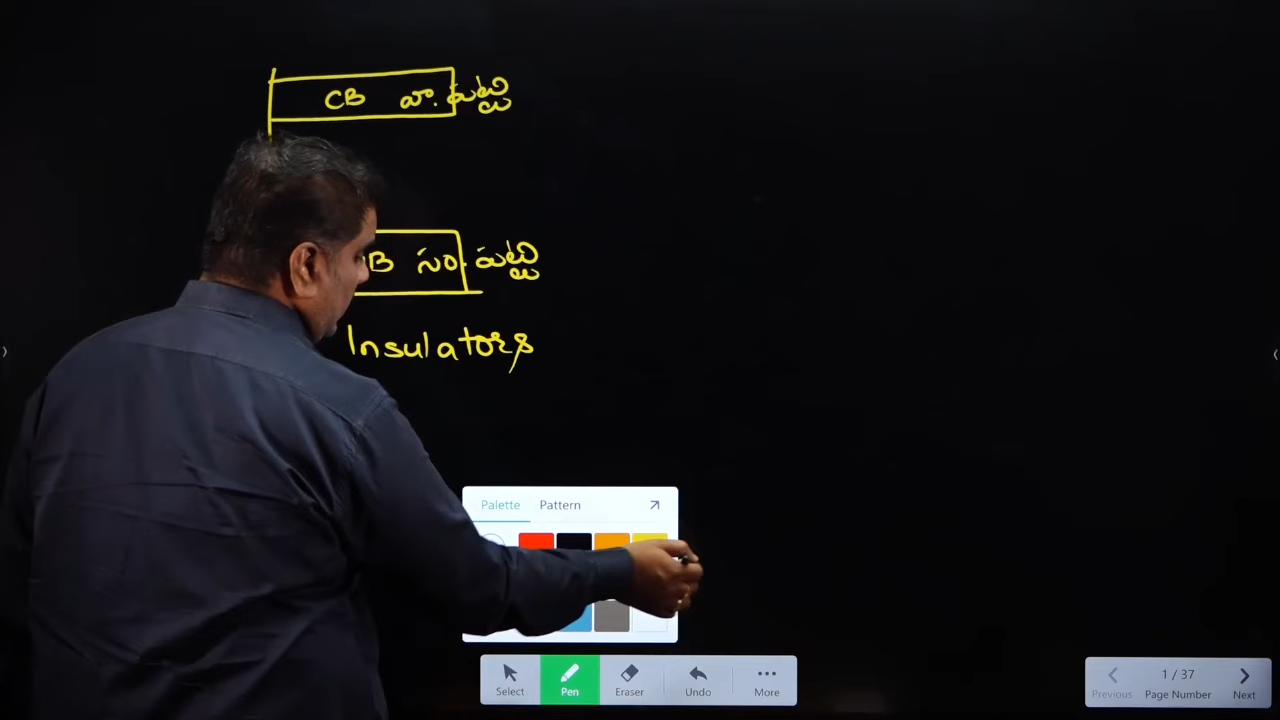 CB వా. పట్టి
B సం. పట్టి
Insulators
Palette Pattern
Select Pen Eraser Undo More
1 / 37
Previous Page Number Next